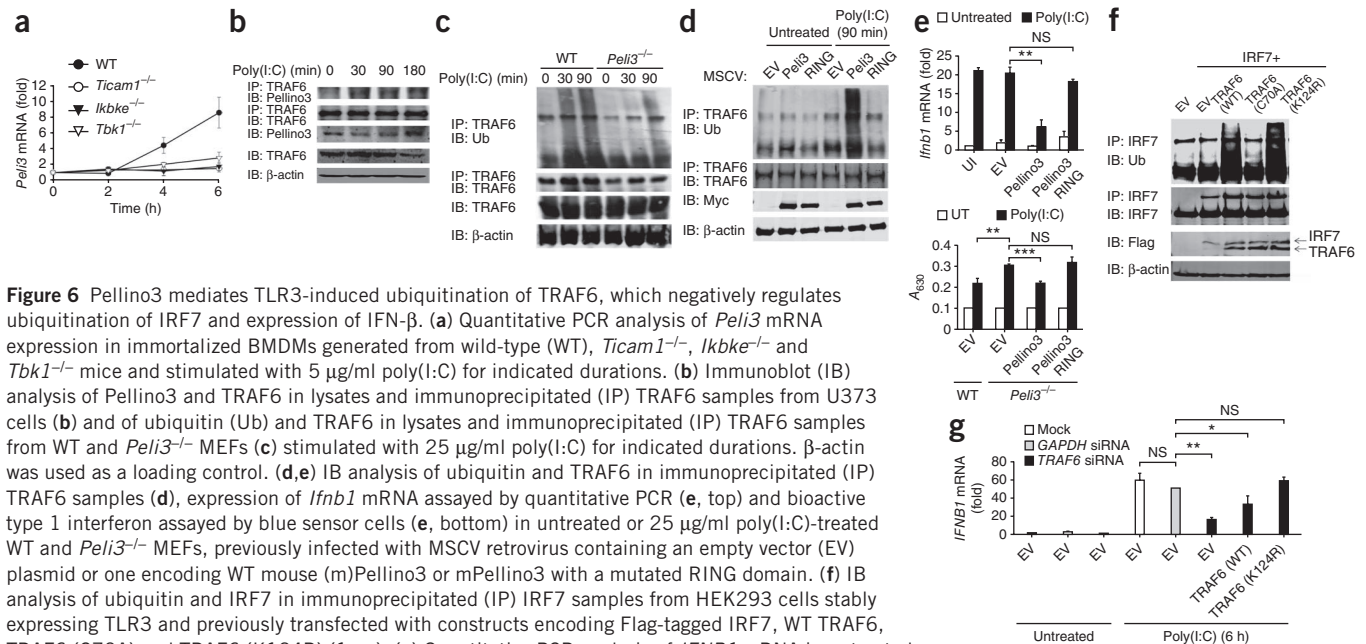 a
Peli3 mRNA (fold)
12
10
8
6
4
2
0
0 2 4 6
Time (h)
WT
Ticam1–/–
Ikbke–/–
Tbk1–/–
b
Poly(I:C) (min) 0 30 90 180
IP: TRAF6
IB: Pellino3
IP: TRAF6
IB: TRAF6
IB: Pellino3
IB: TRAF6
IB: β-actin
c
WT Peli3–/–
Poly(I:C) (min) 0 30 90 0 30 90
IP: TRAF6
IB: Ub
IP: TRAF6
IB: TRAF6
IB: TRAF6
IB: β-actin
d
Poly(I:C)
(90 min)
Untreated
MSCV: EV Peli3 RING EV Peli3 RING
IP: TRAF6
IB: Ub
IP: TRAF6
IB: TRAF6
IB: Myc
IB: β-actin
e
Untreated Poly(I:C)
NS
**
Ifnb1 mRNA (fold)
25
20
15
10
5
0
UI EV Pellino3 Pellino3 RING
UT Poly(I:C)
NS
** ***
A630
0.4
0.3
0.2
0.1
0
EV EV Pellino3 Pellino3 RING
WT Peli3–/–
f
IRF7+
EV EV TRAF6 (WT) TRAF6 (C70A) TRAF6 (K124R)
IP: IRF7
IB: Ub
IP: IRF7
IB: IRF7
IB: Flag
IRF7
TRAF6
IB: β-actin
g
Mock
GAPDH siRNA
TRAF6 siRNA
NS
*
NS **
IFNB1 mRNA
(fold)
80
60
40
20
0
EV EV EV EV EV EV TRAF6 (WT) TRAF6 (K124R)
Untreated Poly(I:C) (6 h)
Figure 6 Pellino3 mediates TLR3-induced ubiquitination of TRAF6, which negatively regulates
ubiquitination of IRF7 and expression of IFN-β. (a) Quantitative PCR analysis of Peli3 mRNA
expression in immortalized BMDMs generated from wild-type (WT), Ticam1–/–, Ikbke–/– and
Tbk1–/– mice and stimulated with 5 μg/ml poly(I:C) for indicated durations. (b) Immunoblot (IB)
analysis of Pellino3 and TRAF6 in lysates and immunoprecipitated (IP) TRAF6 samples from U373
cells (b) and of ubiquitin (Ub) and TRAF6 in lysates and immunoprecipitated (IP) TRAF6 samples
from WT and Peli3–/– MEFs (c) stimulated with 25 μg/ml poly(I:C) for indicated durations. β-actin
was used as a loading control. (d,e) IB analysis of ubiquitin and TRAF6 in immunoprecipitated (IP)
TRAF6 samples (d), expression of Ifnb1 mRNA assayed by quantitative PCR (e, top) and bioactive
type 1 interferon assayed by blue sensor cells (e, bottom) in untreated or 25 μg/ml poly(I:C)-treated
WT and Peli3–/– MEFs, previously infected with MSCV retrovirus containing an empty vector (EV)
plasmid or one encoding WT mouse (m)Pellino3 or mPellino3 with a mutated RING domain. (f) IB
analysis of ubiquitin and IRF7 in immunoprecipitated (IP) IRF7 samples from HEK293 cells stably
expressing TLR3 and previously transfected with constructs encoding Flag-tagged IRF7, WT TRAF6,